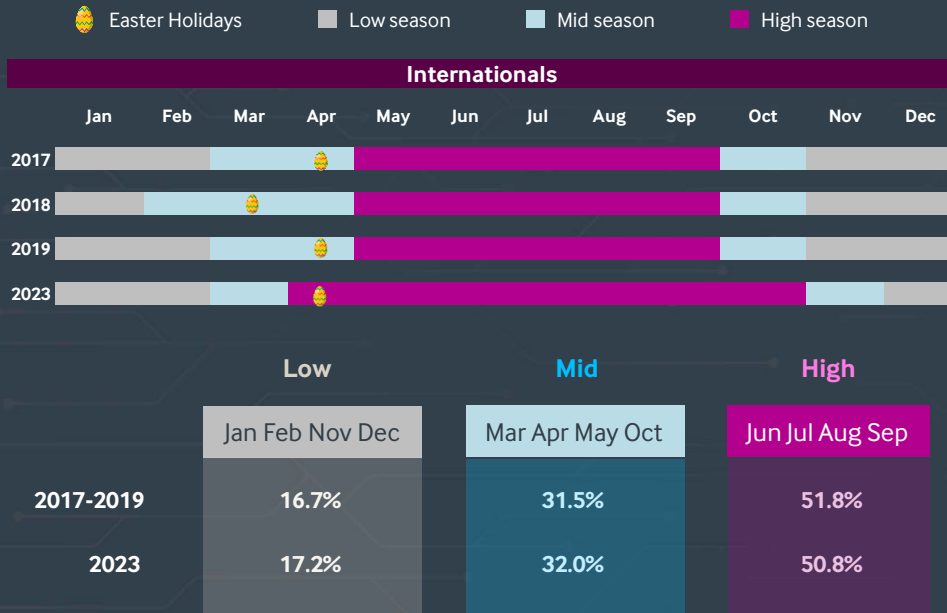 Easter Holidays Low season Mid season High season
Internationals
Jan Feb Mar Apr May Jun Jul Aug Sep Oct Nov Dec
2017
2018
2019
2023
Low Mid High
Jan Feb Nov Dec Mar Apr May Oct Jun Jul Aug Sep
2017-2019 16.7% 31.5% 51.8%
2023 17.2% 32.0% 50.8%